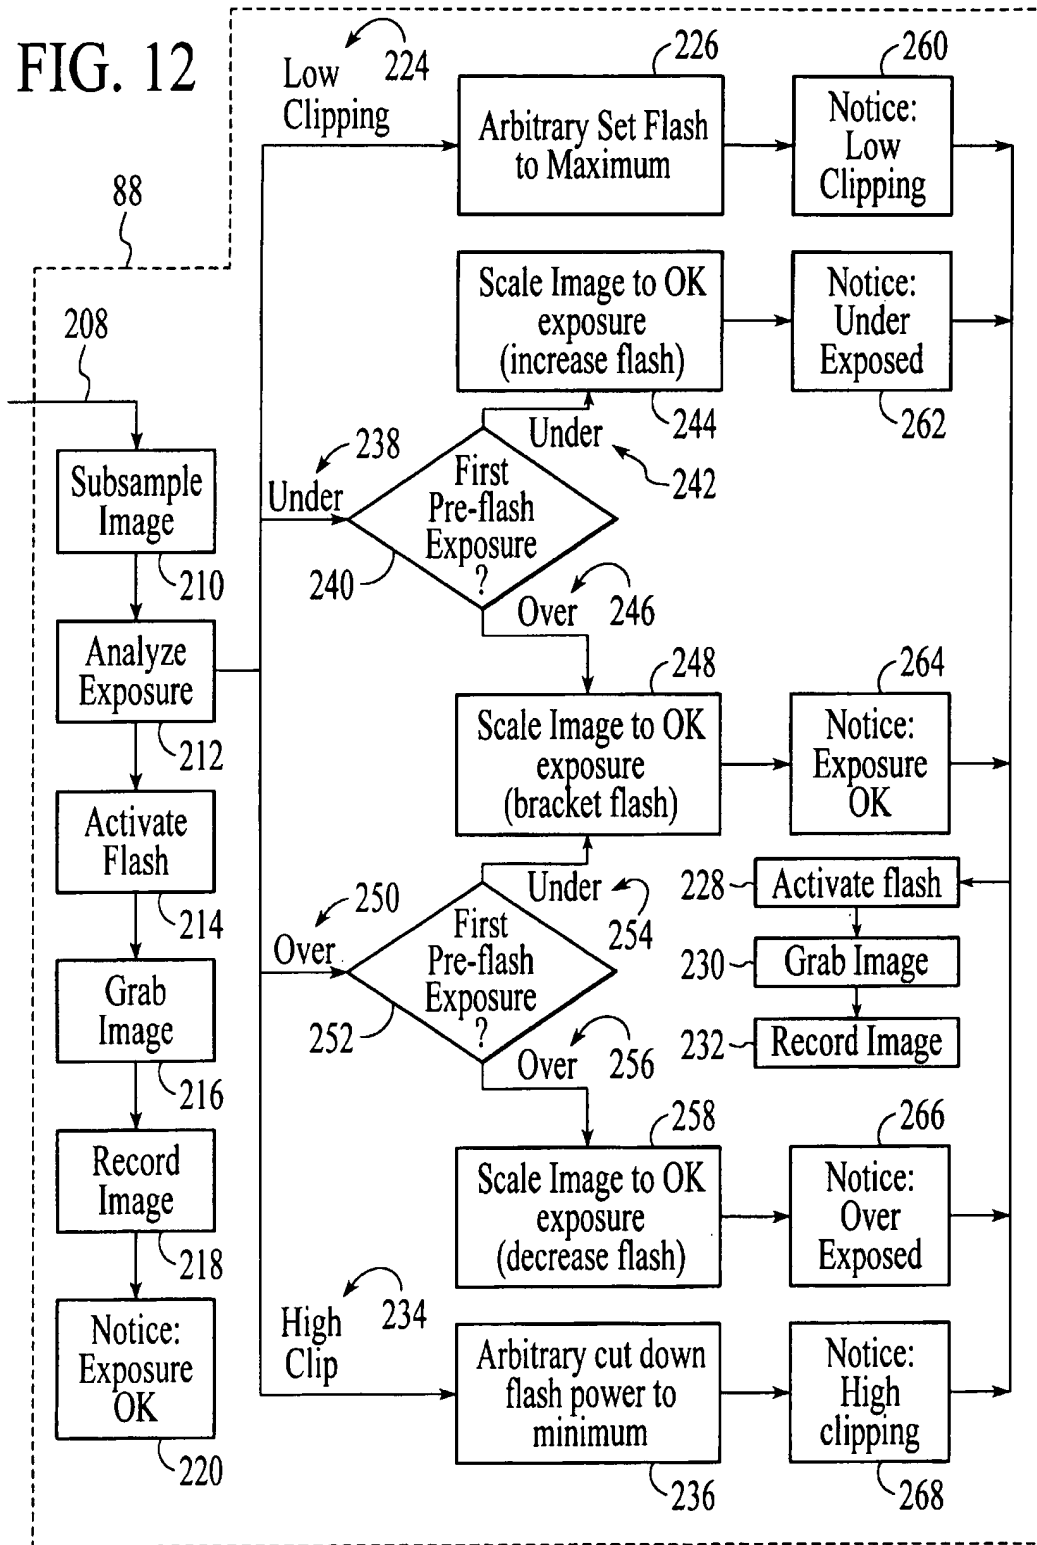 FIG. 12
88
208
Subsample
Image
210
Analyze
Exposure
212
Activate
Flash
214
Grab
Image
216
Record
Image
218
Notice:
Exposure
OK
220
Low
Clipping
224
226
Arbitrary Set Flash
to Maximum
260
Notice:
Low
Clipping
Scale Image to OK
exposure
(increase flash)
244
Notice:
Under
Exposed
262
Under
238
First
Pre-flash
Exposure
?
240
Under
242
Over
246
248
Scale Image to OK
exposure
(bracket flash)
264
Notice:
Exposure
OK
Over
250
First
Pre-flash
Exposure
?
252
Under
254
Over
256
228
Activate flash
230
Grab Image
232
Record Image
258
Scale Image to OK
exposure
(decrease flash)
266
Notice:
Over
Exposed
High
Clip
234
Arbitrary cut down
flash power to
minimum
236
Notice:
High
clipping
268